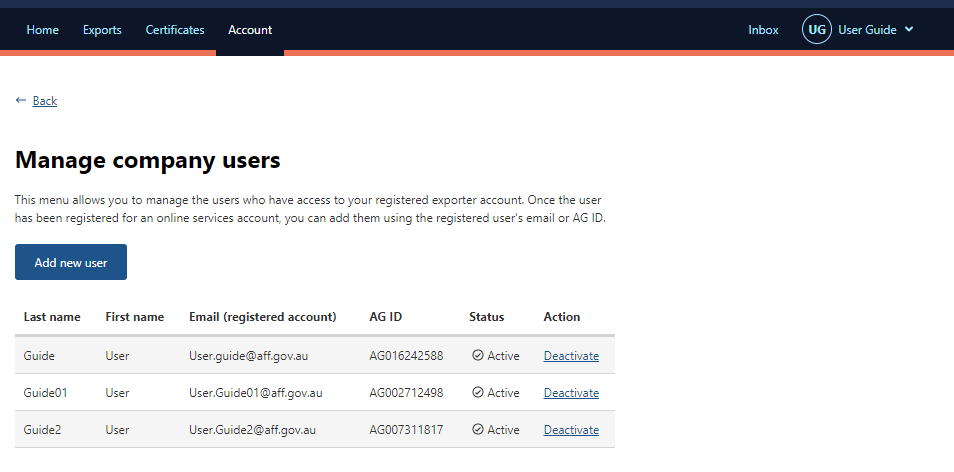 Home Exports Certificates Account Inbox UG User Guide
Back
Manage company users
This menu allows you to manage the users who have access to your registered exporter account. Once the user
has been registered for an online services account, you can add them using the registered user's email or AG ID.
Add new user
Last name First name Email (registered account) AG ID Status Action
Guide User User.guide@aff.gov.au AG016242588 Active Deactivate
Guide01 User User.Guide01@aff.gov.au AG002712498 Active Deactivate
Guide2 User User.Guide2@aff.gov.au AG007311817 Active Deactivate